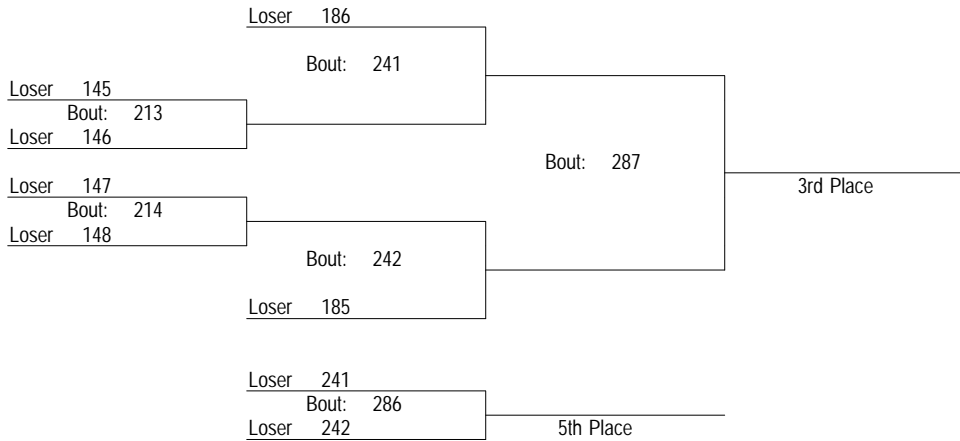 Loser 186
Bout: 241
Loser 145
Bout: 213
Loser 146
Bout: 287
Loser 147
3rd Place
Bout: 214
Loser 148
Bout: 242
Loser 185
Loser 241
Bout: 286
Loser 242
5th Place